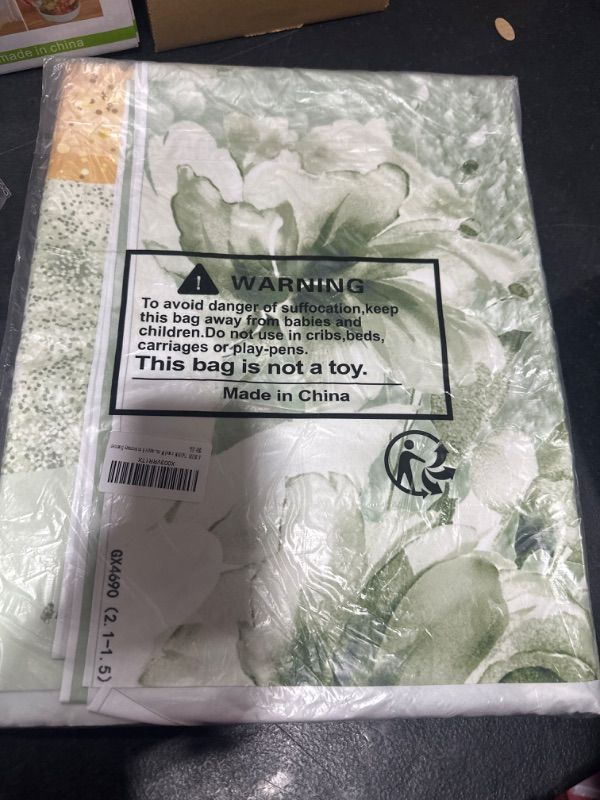 made in china
WARNING
To avoid danger of suffocation,keep
this bag away from babies and
children.Do not use in cribs,beds,
carriages or play-pens.
This bag is not a toy.
Made in China
GX4690 (2.1-1.5)